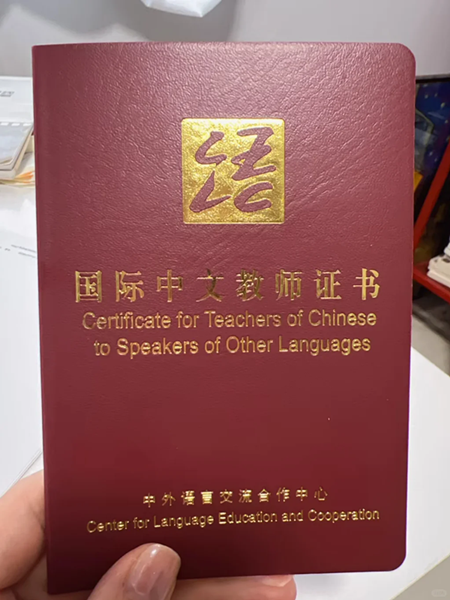 语
国际中文教师证书
Certificate for Teachers of Chinese
to Speakers of Other Languages
中外语言交流合作中心
Center for Language Education and Cooperation